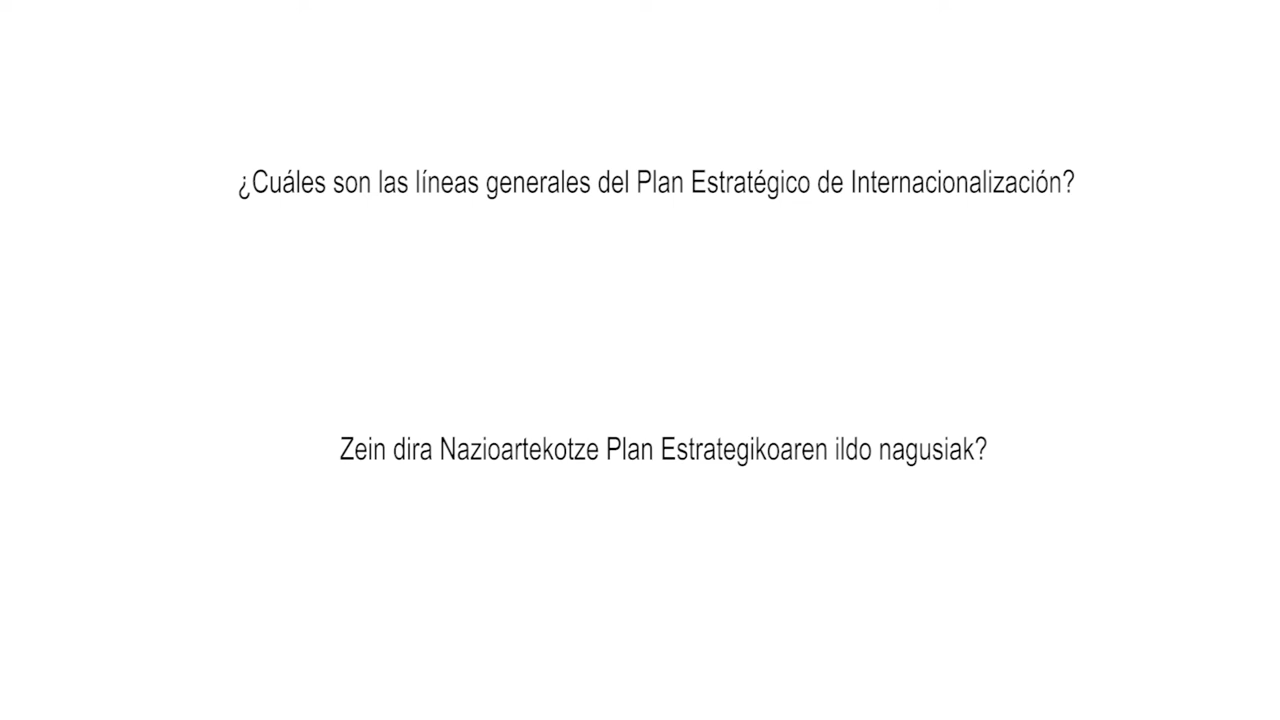 ¿Cuáles son las líneas generales del Plan Estratégico de Internacionalización?
Zein dira Nazioartekotze Plan Estrategikoaren ildo nagusiak?